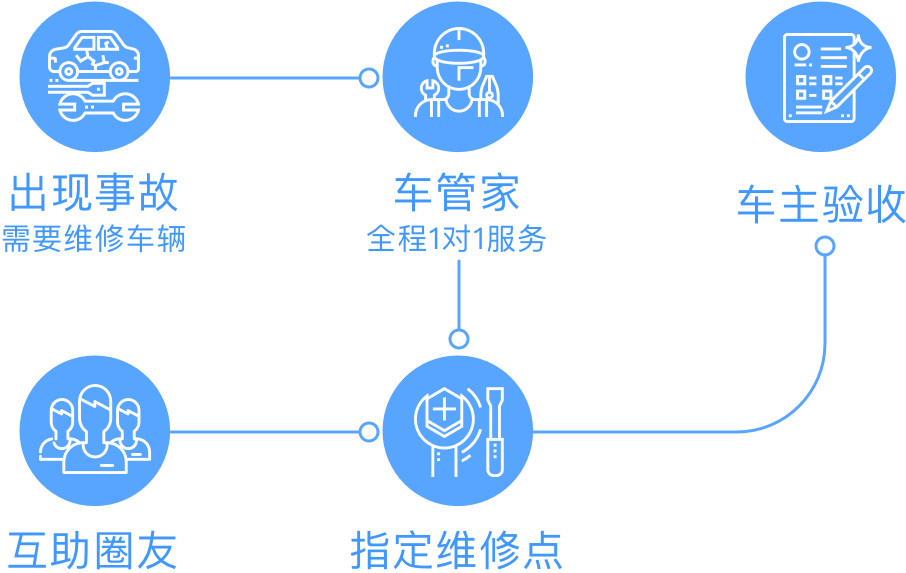 出现事故
需要维修车辆
车管家
全程1对1服务
车主验收
互助圈友
指定维修点